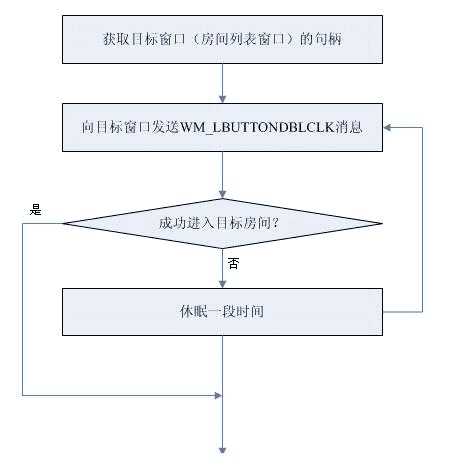 获取目标窗口（房间列表窗口）的句柄
向目标窗口发送WM_LBUTTONDBLCLK消息
是
成功进入目标房间?
否
休眠一段时间